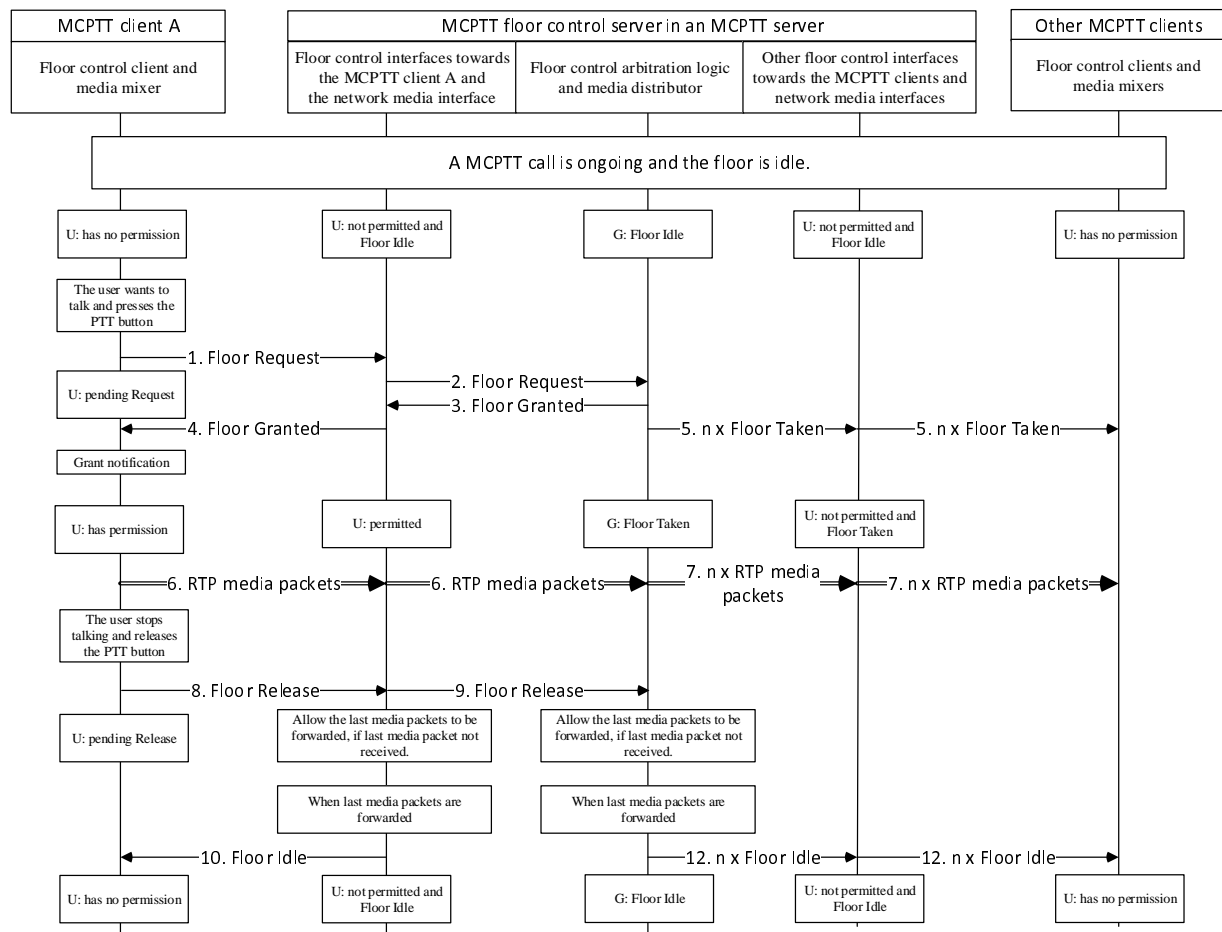 MCPTT client A
MCPTT floor control server in an MCPTT server
Other MCPTT clients
Floor control client and
media mixer
Floor control interfaces towards
the MCPTT client A and
the network media interface
Floor control arbitration logic
and media distributor
Other floor control interfaces
towards the MCPTT clients and
network media interfaces
Floor control clients and
media mixers
A MCPTT call is ongoing and the floor is idle.
U: has no permission
U: not permitted and
Floor Idle
G: Floor Idle
U: not permitted and
Floor Idle
U: has no permission
The user wants to
talk and presses the
PTT button
1. Floor Request
2. Floor Request
U: pending Request
3. Floor Granted
4. Floor Granted
5. n x Floor Taken
5. n x Floor Taken
Grant notification
U: has permission
U: permitted
G: Floor Taken
U: not permitted and
Floor Taken
6. RTP media packets
6. RTP media packets
7. n x RTP media
packets
7. n x RTP media packets
The user stops
talking and releases
the PTT button
8. Floor Release
9. Floor Release
U: pending Release
Allow the last media packets to be
forwarded, if last media packet not
received.
Allow the last media packets to be
forwarded, if last media packet not
received.
When last media packets are
forwarded
When last media packets are
forwarded
10. Floor Idle
12. n x Floor Idle
12. n x Floor Idle
U: has no permission
U: not permitted and
Floor Idle
G: Floor Idle
U: not permitted and
Floor Idle
U: has no permission